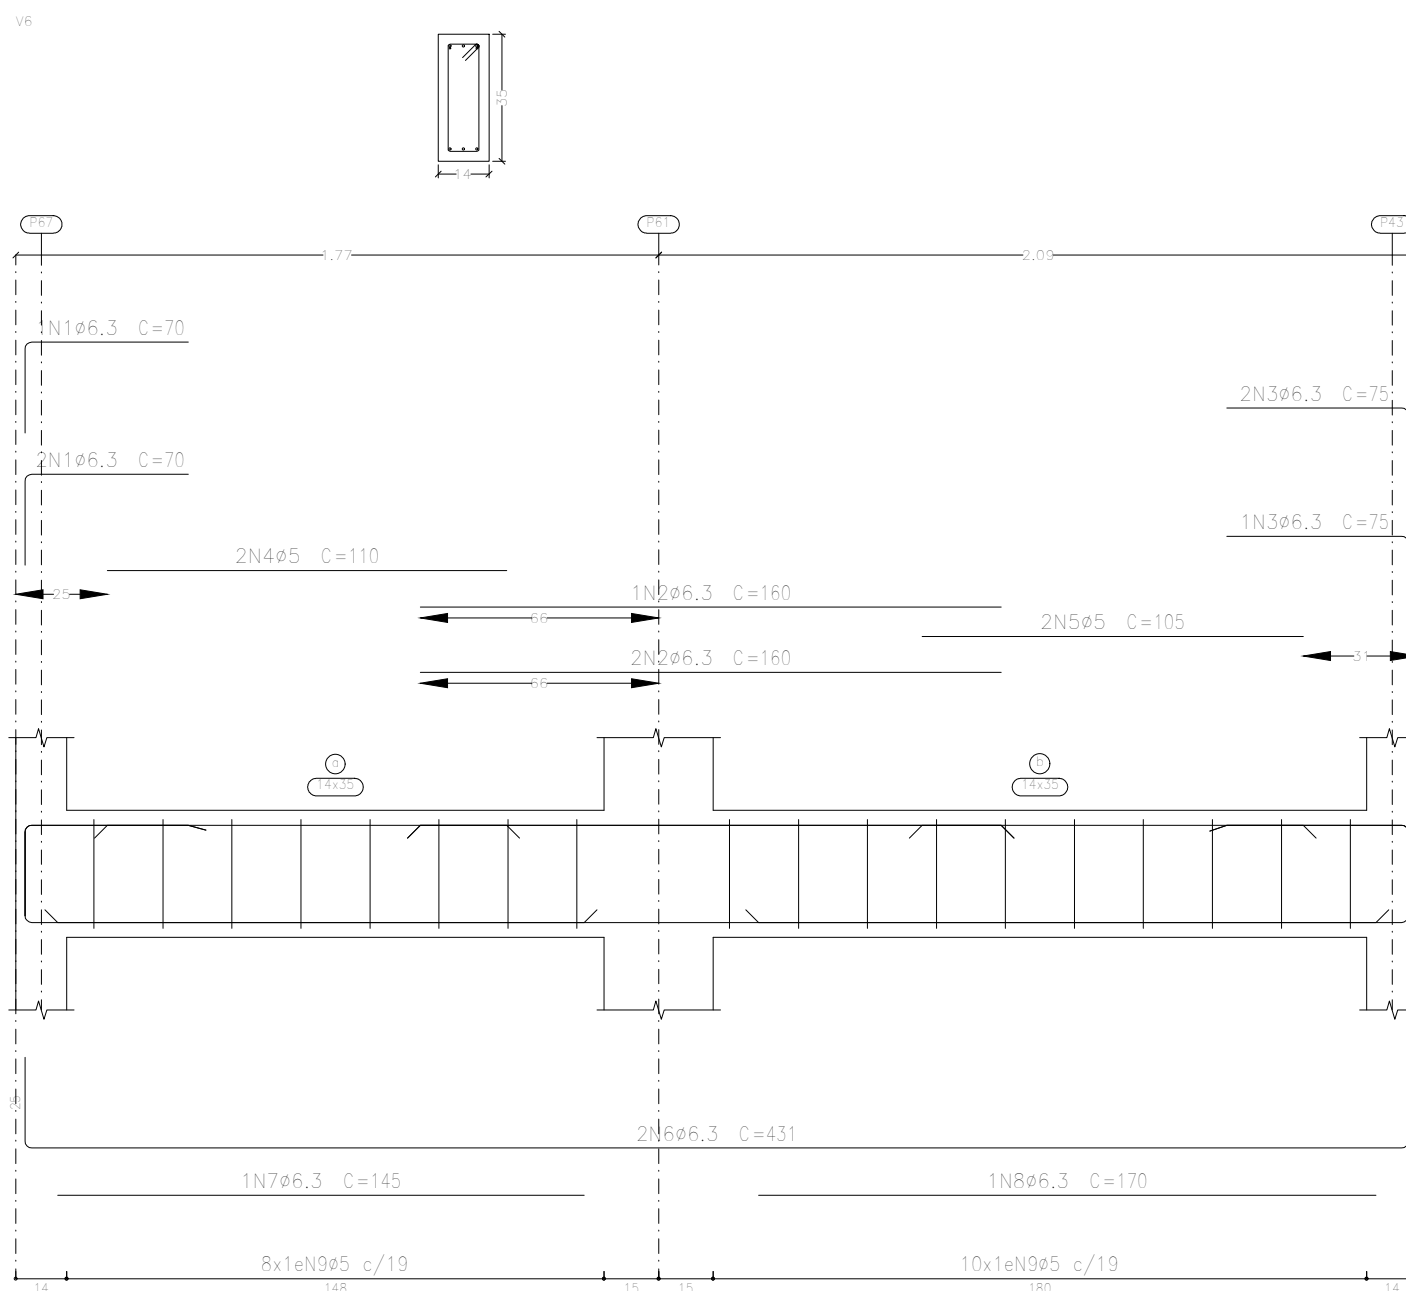 V6
35
14
P67 P61 P43
1.77 2.09
1N1ø6.3 C=70
2N3ø6.3 C=75
2N1ø6.3 C=70
1N3ø6.3 C=75
2N4ø5 C=110
25
1N2ø6.3 C=160
66
2N5ø5 C=105
31
2N2ø6.3 C=160
66
a b
14x35 14x35
25
2N6ø6.3 C=431
1N7ø6.3 C=145 1N8ø6.3 C=170
8x1eN9ø5 c/19 10x1eN9ø5 c/19
14 148 15 15 180 14